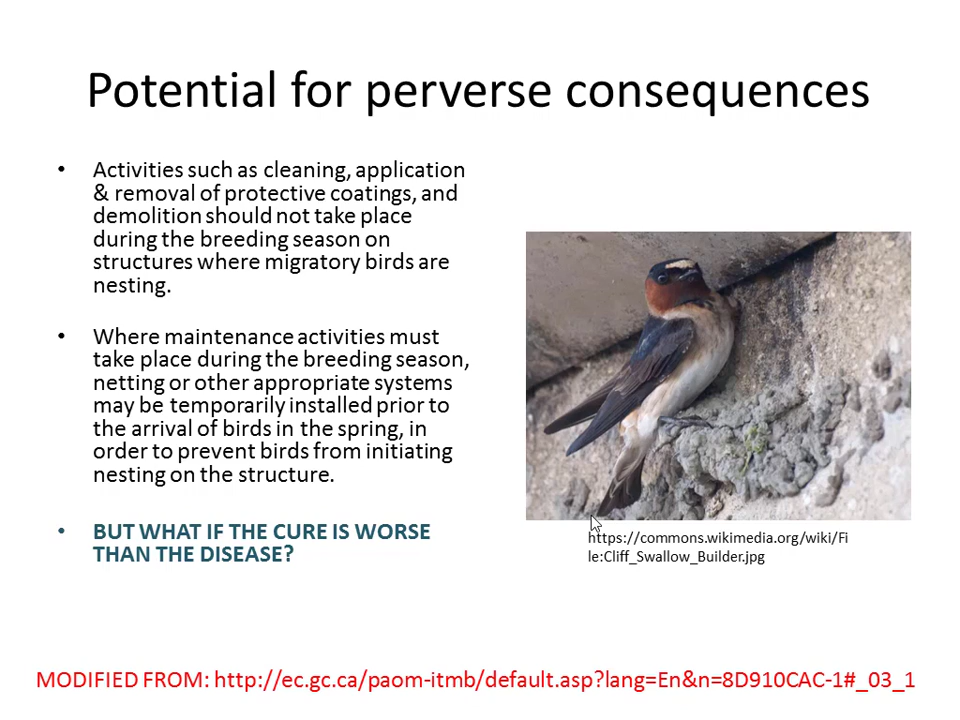 Potential for perverse consequences
• Activities such as cleaning, application
& removal of protective coatings, and
demolition should not take place
during the breeding season on
structures where migratory birds are
nesting.
• Where maintenance activities must
take place during the breeding season,
netting or other appropriate systems
may be temporarily installed prior to
the arrival of birds in the spring, in
order to prevent birds from initiating
nesting on the structure.
• BUT WHAT IF THE CURE IS WORSE
THAN THE DISEASE?
https://commons.wikimedia.org/wiki/Fi
le:Cliff_Swallow_Builder.jpg
MODIFIED FROM: http://ec.gc.ca/paom-itmb/default.asp?lang=En&n=8D910CAC-1#_03_1